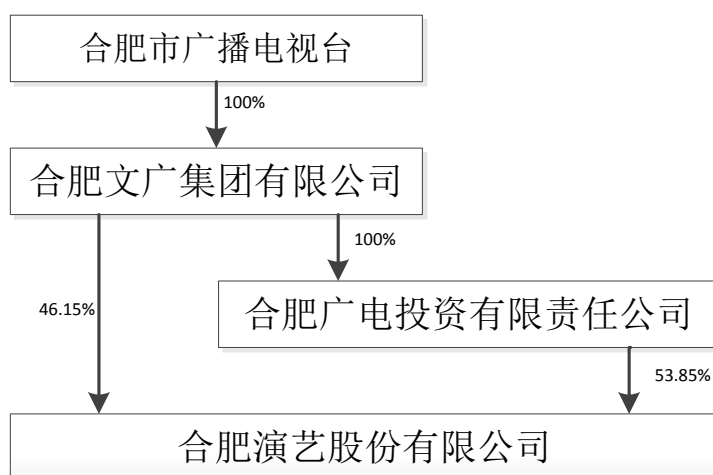 合肥市广播电视台
100%
合肥文广集团有限公司
100%
46.15%
合肥广电投资有限责任公司
53.85%
合肥演艺股份有限公司